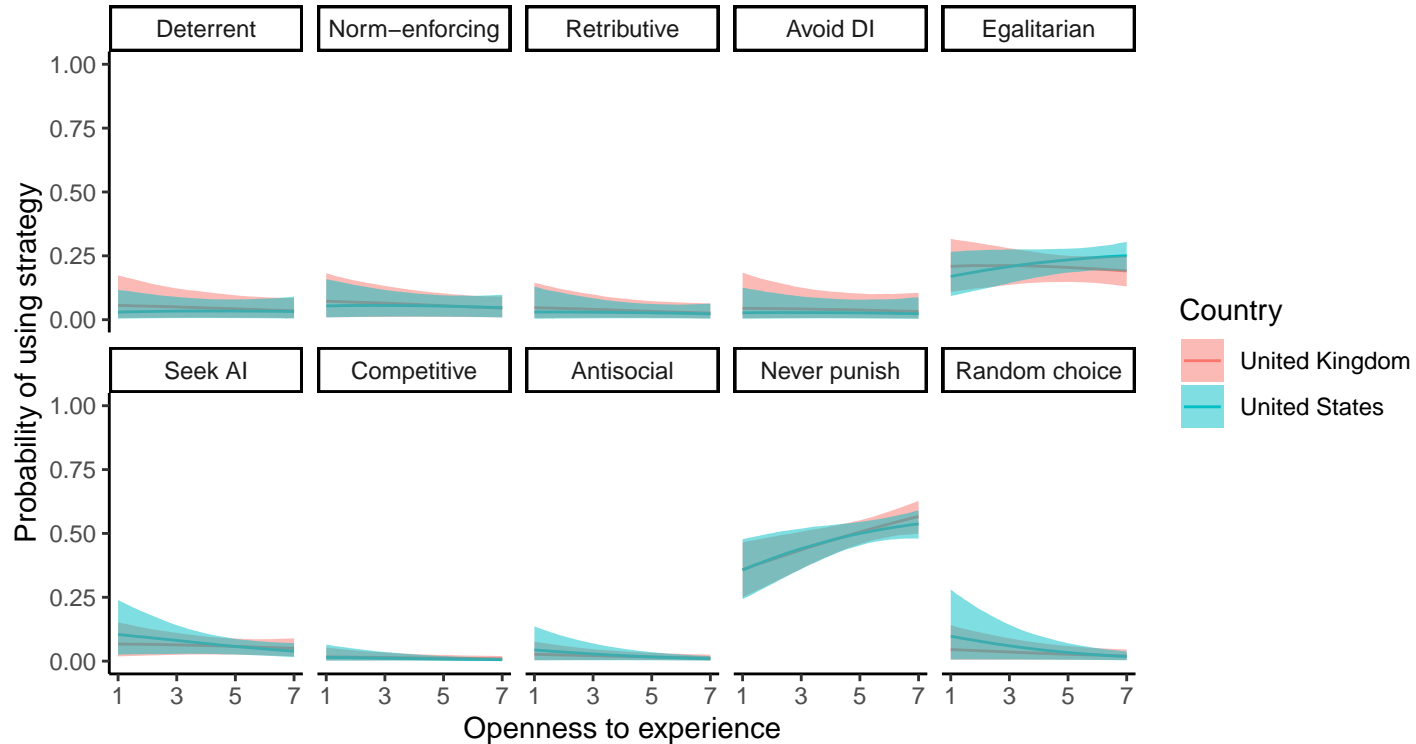 Deterrent Norm−enforcing Retributive Avoid DI Egalitarian
1.00
0.75
0.50
0.25
0.00
Seek AI Competitive Antisocial Never punish Random choice
1.00
0.75
0.50
0.25
0.00
1 3 5 7 1 3 5 7 1 3 5 7 1 3 5 7 1 3 5 7
Openness to experience
Probability of using strategy
Country
United Kingdom
United States